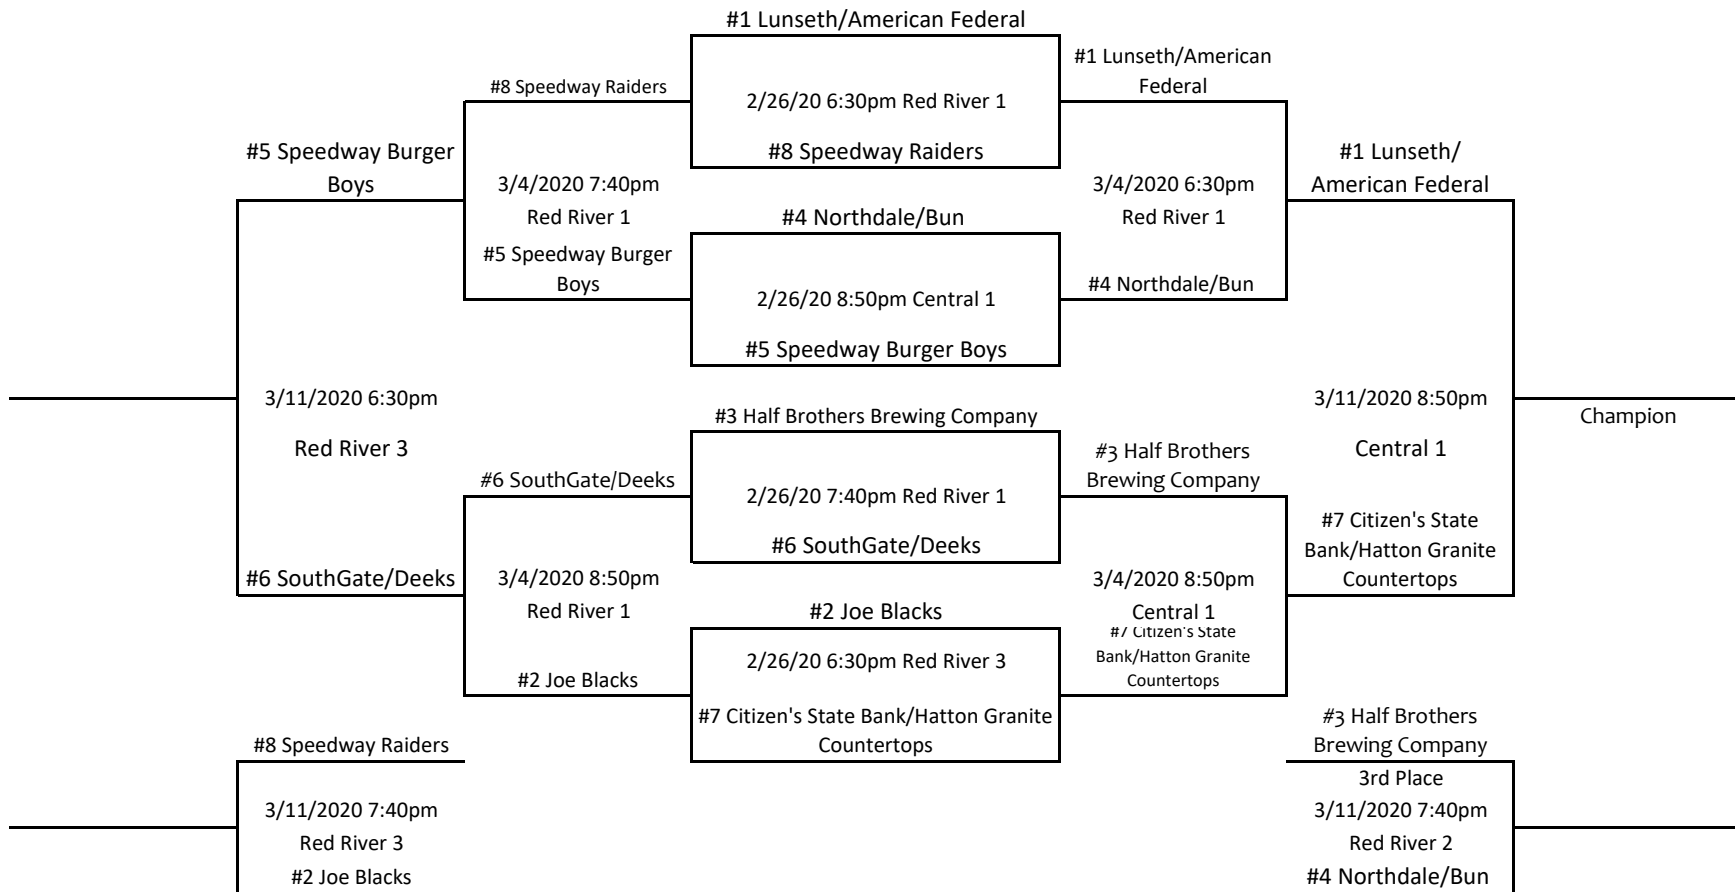 #1 Lunseth/American Federal
#8 Speedway Raiders
2/26/20 6:30pm Red River 1
#1 Lunseth/American
Federal
#5 Speedway Burger
Boys
#8 Speedway Raiders
#1 Lunseth/
American Federal
3/4/2020 7:40pm
Red River 1
3/4/2020 6:30pm
Red River 1
#4 Northdale/Bun
#5 Speedway Burger
Boys
2/26/20 8:50pm Central 1
#4 Northdale/Bun
#5 Speedway Burger Boys
3/11/2020 6:30pm
Red River 3
3/11/2020 8:50pm
Central 1
Champion
#3 Half Brothers Brewing Company
#6 SouthGate/Deeks
2/26/20 7:40pm Red River 1
#3 Half Brothers
Brewing Company
#6 SouthGate/Deeks
#7 Citizen's State
Bank/Hatton Granite
Countertops
#6 SouthGate/Deeks
3/4/2020 8:50pm
Red River 1
3/4/2020 8:50pm
Central 1
#2 Joe Blacks
#2 Joe Blacks
2/26/20 6:30pm Red River 3
#7 Citizen's State
Bank/Hatton Granite
Countertops
#7 Citizen's State Bank/Hatton Granite
Countertops
#8 Speedway Raiders
3/11/2020 7:40pm
Red River 3
#2 Joe Blacks
#3 Half Brothers
Brewing Company
3rd Place
3/11/2020 7:40pm
Red River 2
#4 Northdale/Bun